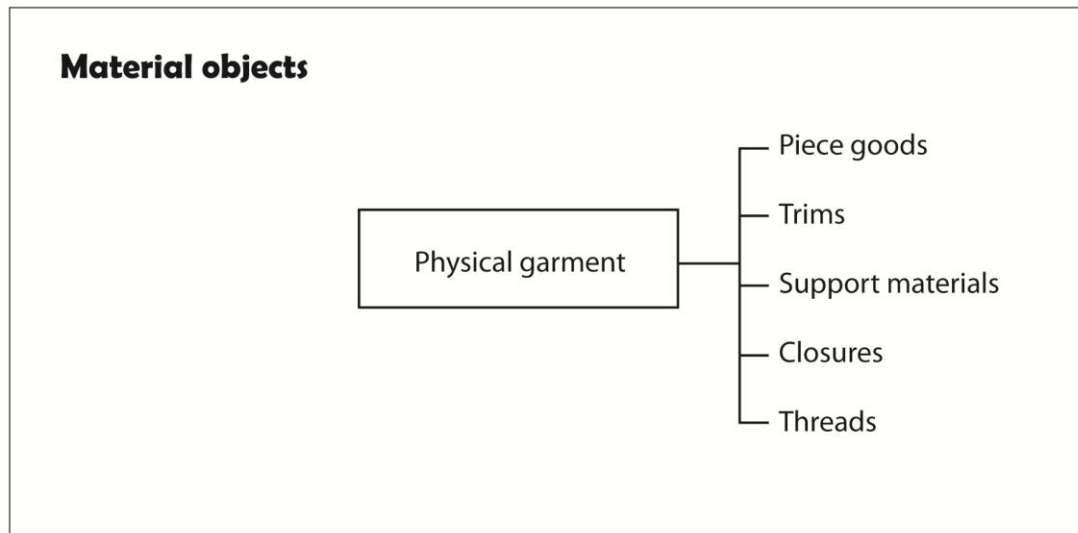 Material objects
Physical garment
Piece goods
Trims
Support materials
Closures
Threads